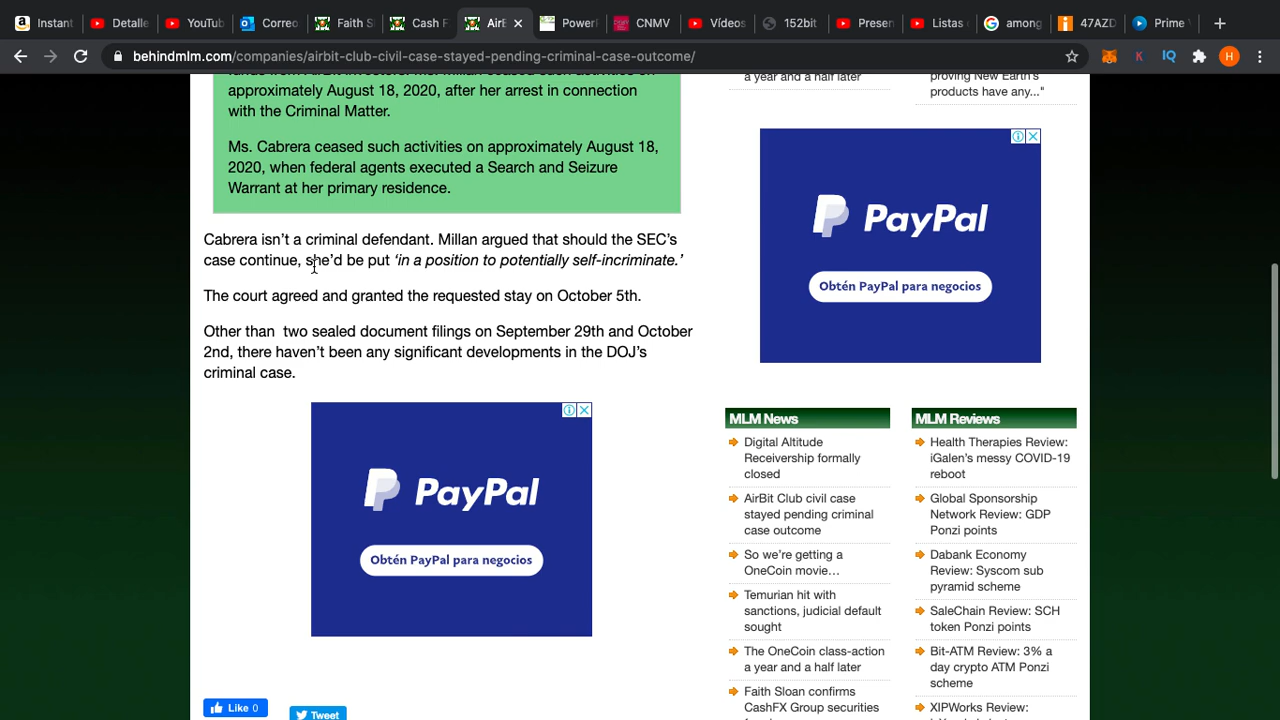 Instant
Detalle
YouTub
Correo
Faith S
Cash F
AirB
PowerP
CNMV
Vídeos
152bit
Presen
Listas d
among
47AZD
Prime V
behindmlm.com/companies/airbit-club-civil-case-stayed-pending-criminal-case-outcome/
approximately August 18, 2020, after her arrest in connection
with the Criminal Matter.
Ms. Cabrera ceased such activities on approximately August 18,
2020, when federal agents executed a Search and Seizure
Warrant at her primary residence.
Cabrera isn’t a criminal defendant. Millan argued that should the SEC’s
case continue, she’d be put ‘in a position to potentially self-incriminate.’
The court agreed and granted the requested stay on October 5th.
Other than two sealed document filings on September 29th and October
2nd, there haven’t been any significant developments in the DOJ’s
criminal case.
PayPal
Obtén PayPal para negocios
Like 0
Tweet
a year and a half later
proving New Earth's
products have any..."
PayPal
Obtén PayPal para negocios
MLM News
Digital Altitude
Receivership formally
closed
AirBit Club civil case
stayed pending criminal
case outcome
So we’re getting a
OneCoin movie…
Temurian hit with
sanctions, judicial default
sought
The OneCoin class-action
a year and a half later
Faith Sloan confirms
CashFX Group securities
MLM Reviews
Health Therapies Review:
iGalen’s messy COVID-19
reboot
Global Sponsorship
Network Review: GDP
Ponzi points
Dabank Economy
Review: Syscom sub
pyramid scheme
SaleChain Review: SCH
token Ponzi points
Bit-ATM Review: 3% a
day crypto ATM Ponzi
scheme
XIPWorks Review: